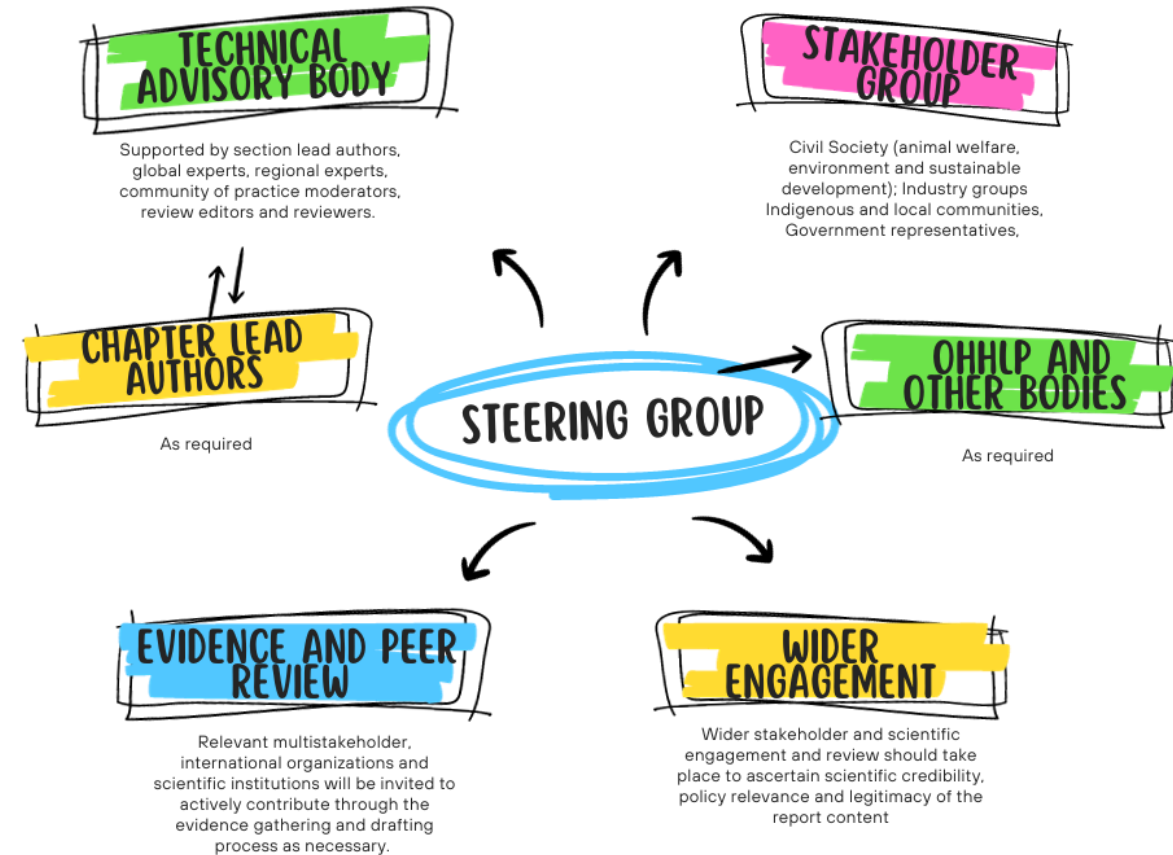 TECHNICAL
ADVISORY BODY
Supported by section lead authors,
global experts, regional experts,
community of practice moderators,
review editors and reviewers.
STAKEHOLDER
GROUP
Civil Society (animal welfare,
environment and sustainable
development); Industry groups
Indigenous and local communities,
Government representatives,
CHAPTER LEAD
AUTHORS
As required
STEERING GROUP
OHHLP AND
OTHER BODIES
As required
EVIDENCE AND PEER
REVIEW
Relevant multistakeholder,
international organizations and
scientific institutions will be invited to
actively contribute through the
evidence gathering and drafting
process as necessary.
WIDER
ENGAGEMENT
Wider stakeholder and scientific
engagement and review should take
place to ascertain scientific credibility,
policy relevance and legitimacy of the
report content